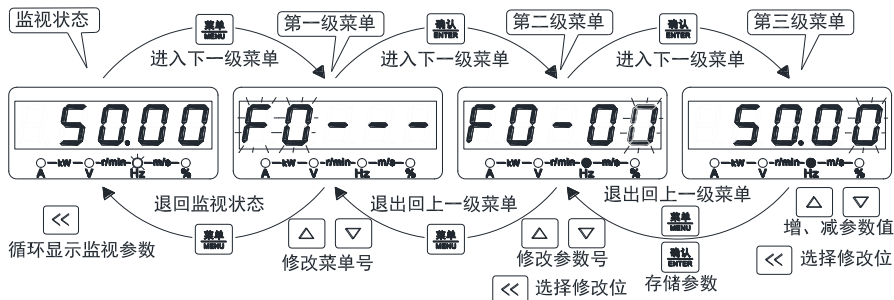 监视状态
菜单
MENU
第一级菜单
确认
ENTER
第二级菜单
确认
ENTER
第三级菜单
进入下一级菜单
进入下一级菜单
进入下一级菜单
50.00
F0---
F0-00
50.00
A kW V r/min Hz m/s %
A kW V r/min Hz m/s %
A kW V r/min Hz m/s %
A kW V r/min Hz m/s %
退回监视状态
菜单
MENU
退出回上一级菜单
菜单
MENU
退出回上一级菜单
菜单
MENU
确认
ENTER
存储参数
<<
循环显示监视参数
△ ▽
修改菜单号
△ ▽
修改参数号
<< 选择修改位
△ ▽
增、减参数值
<< 选择修改位